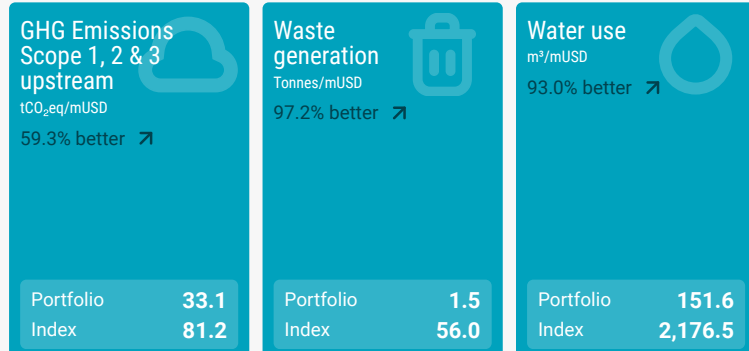 GHG Emissions
Scope 1, 2 & 3
upstream
tCO₂eq/mUSD
59.3% better
Portfolio 33.1
Index 81.2
Waste
generation
Tonnes/mUSD
97.2% better
Portfolio 1.5
Index 56.0
Water use
m³/mUSD
93.0% better
Portfolio 151.6
Index 2,176.5